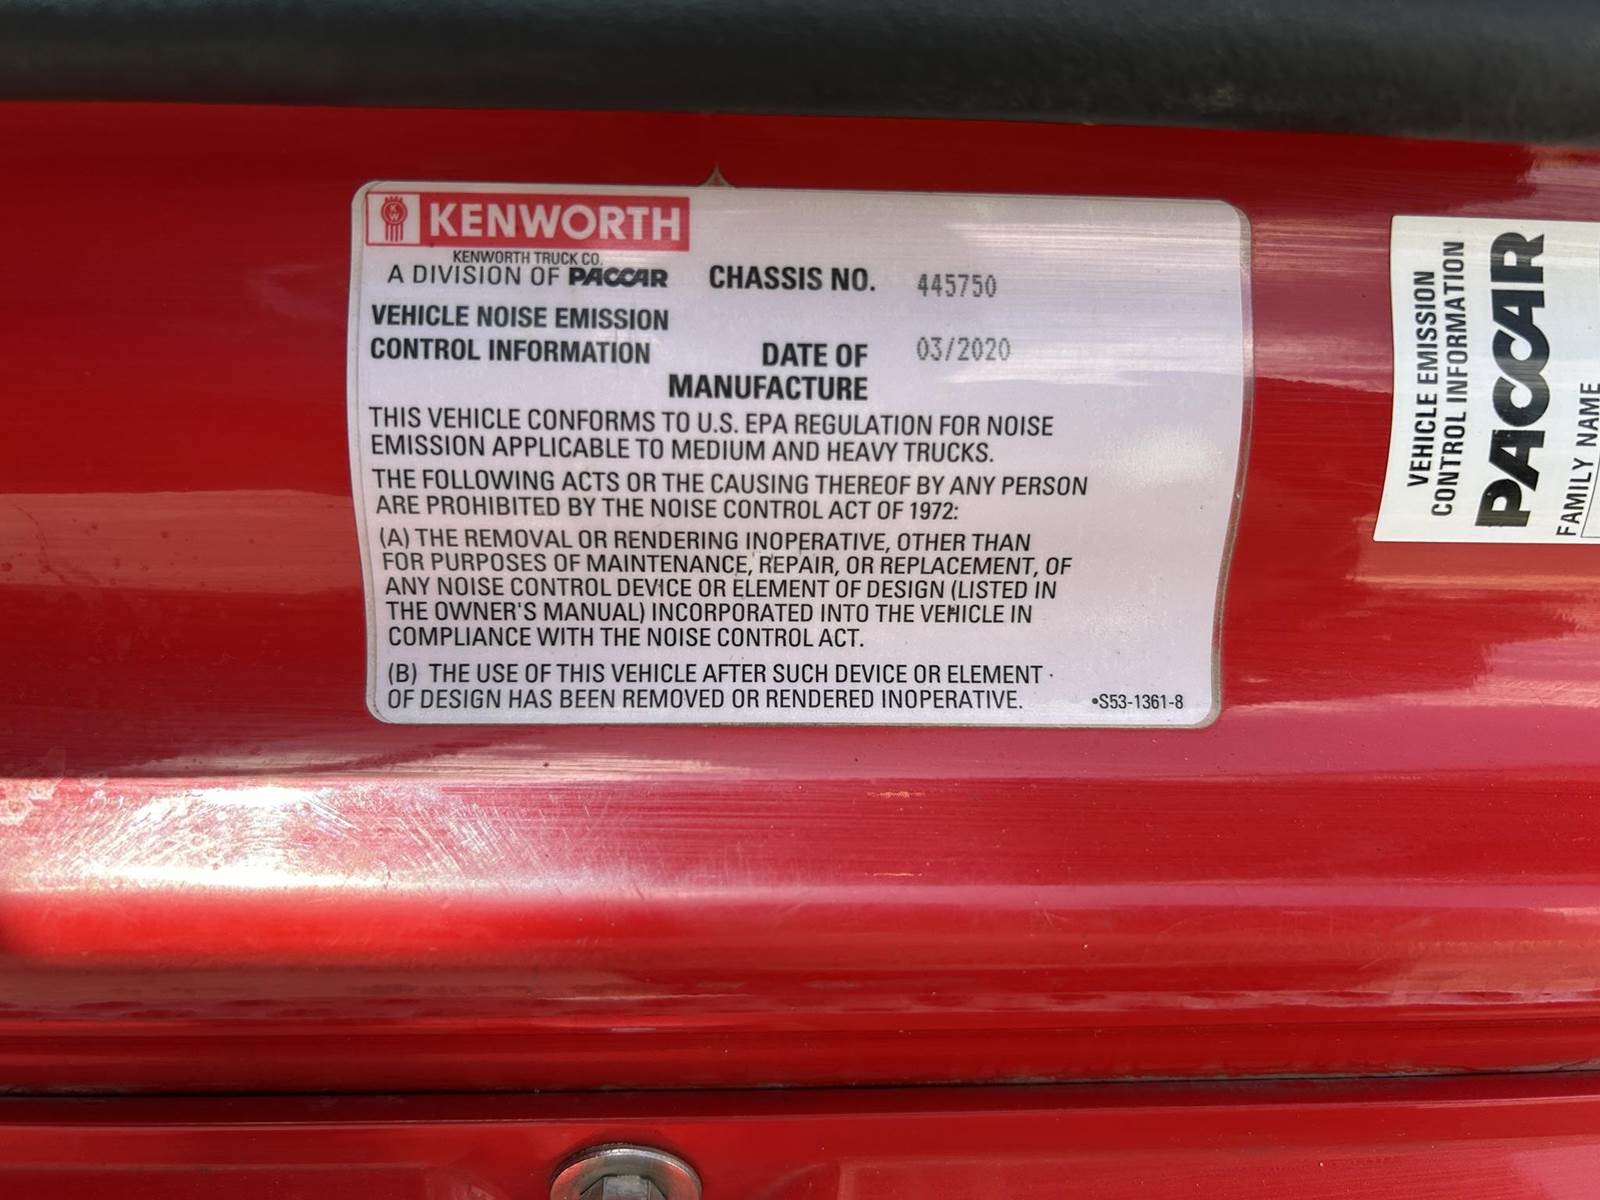 KW KENWORTH
KENWORTH TRUCK CO.
A DIVISION OF PACCAR
CHASSIS NO. 445750
VEHICLE NOISE EMISSION
CONTROL INFORMATION
DATE OF 03/2020
MANUFACTURE
THIS VEHICLE CONFORMS TO U.S. EPA REGULATION FOR NOISE
EMISSION APPLICABLE TO MEDIUM AND HEAVY TRUCKS.
THE FOLLOWING ACTS OR THE CAUSING THEREOF BY ANY PERSON
ARE PROHIBITED BY THE NOISE CONTROL ACT OF 1972:
(A) THE REMOVAL OR RENDERING INOPERATIVE, OTHER THAN
FOR PURPOSES OF MAINTENANCE, REPAIR, OR REPLACEMENT, OF
ANY NOISE CONTROL DEVICE OR ELEMENT OF DESIGN (LISTED IN
THE OWNER'S MANUAL) INCORPORATED INTO THE VEHICLE IN
COMPLIANCE WITH THE NOISE CONTROL ACT.
(B) THE USE OF THIS VEHICLE AFTER SUCH DEVICE OR ELEMENT
OF DESIGN HAS BEEN REMOVED OR RENDERED INOPERATIVE.
•S53-1361-8
VEHICLE EMISSION
CONTROL INFORMATION
PACCAR
FAMILY NAME